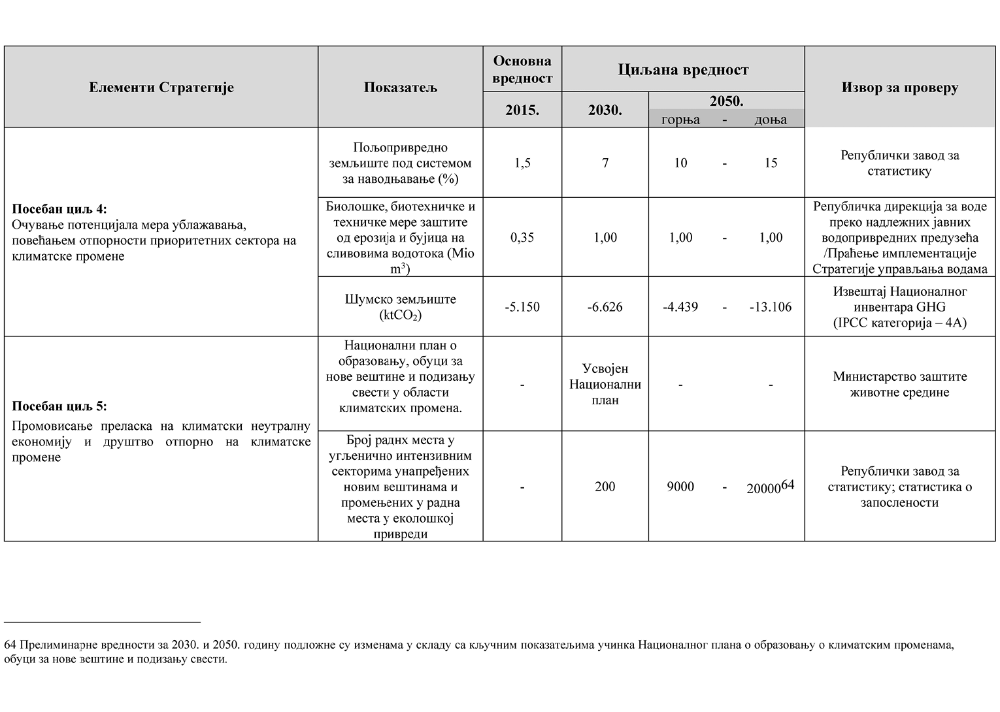 Елементи Стратегије
Показатељ
Основна
вредност
Циљана вредност
Извор за проверу
2015.
2030.
2050.
горња - доња
Посебан циљ 4:
Очување потенцијала мера ублажавања,
повећањем отпорности приоритетних сектора на
климатске промене
Пољопривредно
земљиште под системом
за наводњавање (%)
1,5
7
10 - 15
Републички завод за
статистику
Биолошке, биотехничке и
техничке мере заштите
од ерозија и бујица на
сливовима водотока (Mio
m³)
0,35
1,00
1,00 - 1,00
Републичка дирекција за воде
преко надлежних јавних
водопривредних предузећа
/Праћење имплементације
Стратегије управљања водама
Шумско земљиште
(ktCO₂)
-5.150
-6.626
-4.439 - -13.106
Извештај Националног
инвентара GHG
(IPCC категорија – 4A)
Посебан циљ 5:
Промовисање преласка на климатски неутралну
економију и друштво отпорно на климатске
промене
Национални план о
образовању, обуци за
нове вештине и подизању
свести у области
климатских промена.
-
Усвојен
Национални
план
- -
Министарство заштите
животне средине
Број раднх места у
угљенично интензивним
секторима унапређених
новим вештинама и
промењених у радна
места у еколошкој
привреди
-
200
9000 - 20000⁶⁴
Републички завод за
статистику; статистика о
запослености
64 Прелиминарне вредности за 2030. и 2050. годину подложне су изменама у складу са кључним показатељима учинка Националног плана о образовању о климатским променама,
обуци за нове вештине и подизању свести.